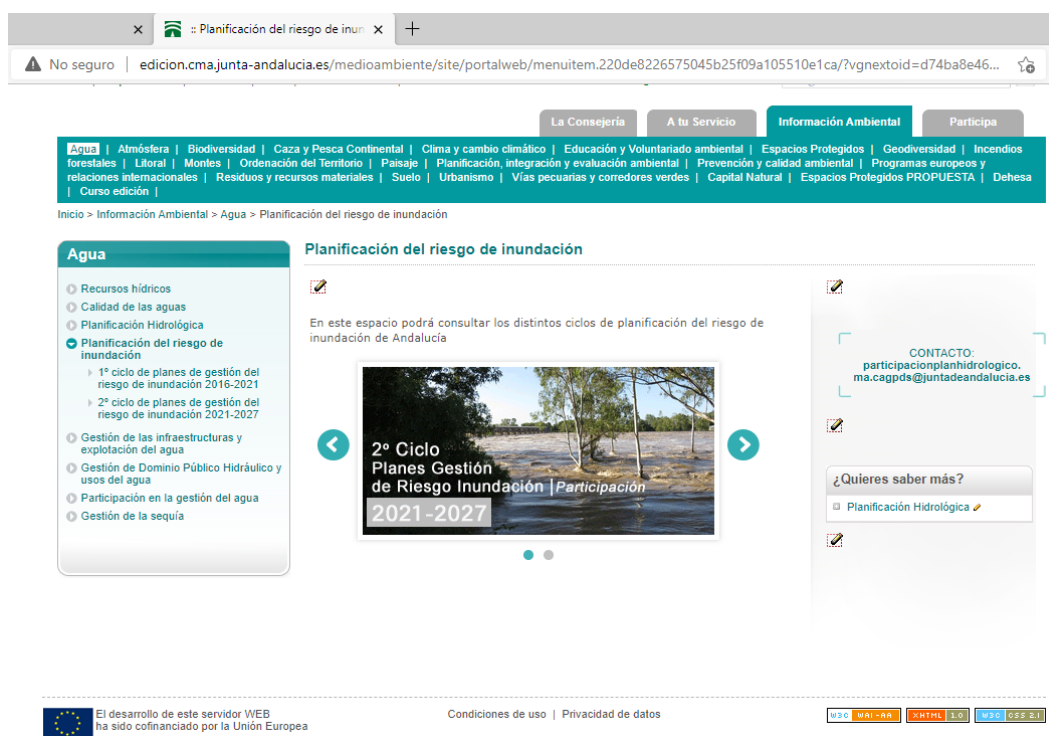 :: Planificación del riesgo de inun
No seguro | edicion.cma.junta-andalucia.es/medioambiente/site/portalweb/menuitem.220de8226575045b25f09a105510e1ca/?vgnextoid=d74ba8e46...
La Consejería
A tu Servicio
Información Ambiental
Participa
Agua | Atmósfera | Biodiversidad | Caza y Pesca Continental | Clima y cambio climático | Educación y Voluntariado ambiental | Espacios Protegidos | Geodiversidad | Incendios
forestales | Litoral | Montes | Ordenación del Territorio | Paisaje | Planificación, integración y evaluación ambiental | Prevención y calidad ambiental | Programas europeos y
relaciones internacionales | Residuos y recursos materiales | Suelo | Urbanismo | Vías pecuarias y corredores verdes | Capital Natural | Espacios Protegidos PROPUESTA | Dehesa
| Curso edición |
Inicio > Información Ambiental > Agua > Planificación del riesgo de inundación
Agua
Recursos hídricos
Calidad de las aguas
Planificación Hidrológica
Planificación del riesgo de
inundación
1º ciclo de planes de gestión del
riesgo de inundación 2016-2021
2º ciclo de planes de gestión del
riesgo de inundación 2021-2027
Gestión de las infraestructuras y
explotación del agua
Gestión de Dominio Público Hidráulico y
usos del agua
Participación en la gestión del agua
Gestión de la sequía
Planificación del riesgo de inundación
En este espacio podrá consultar los distintos ciclos de planificación del riesgo de
inundación de Andalucía
2º Ciclo
Planes Gestión
de Riesgo Inundación |Participación
2021-2027
CONTACTO:
participacionplanhidrologico.
ma.cagpds@juntadeandalucia.es
¿Quieres saber más?
Planificación Hidrológica
El desarrollo de este servidor WEB
ha sido cofinanciado por la Unión Europea
Condiciones de uso | Privacidad de datos
W3C WAI-AA
XHTML 1.0
W3C CSS 2.1